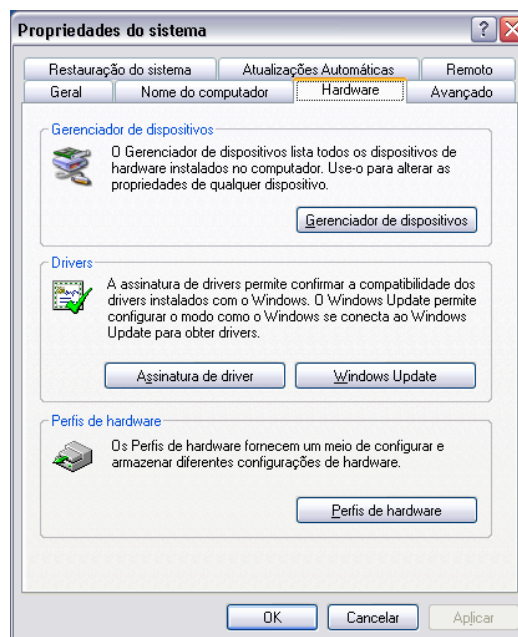 Propriedades do sistema
Restauração do sistema
Atualizações Automáticas
Remoto
Geral
Nome do computador
Hardware
Avançado
Gerenciador de dispositivos
O Gerenciador de dispositivos lista todos os dispositivos de
hardware instalados no computador. Use-o para alterar as
propriedades de qualquer dispositivo.
Gerenciador de dispositivos
Drivers
A assinatura de drivers permite confirmar a compatibilidade dos
drivers instalados com o Windows. O Windows Update permite
configurar o modo como o Windows se conecta ao Windows
Update para obter drivers.
Assinatura de driver
Windows Update
Perfis de hardware
Os Perfis de hardware fornecem um meio de configurar e
armazenar diferentes configurações de hardware.
Perfis de hardware
OK
Cancelar
Aplicar